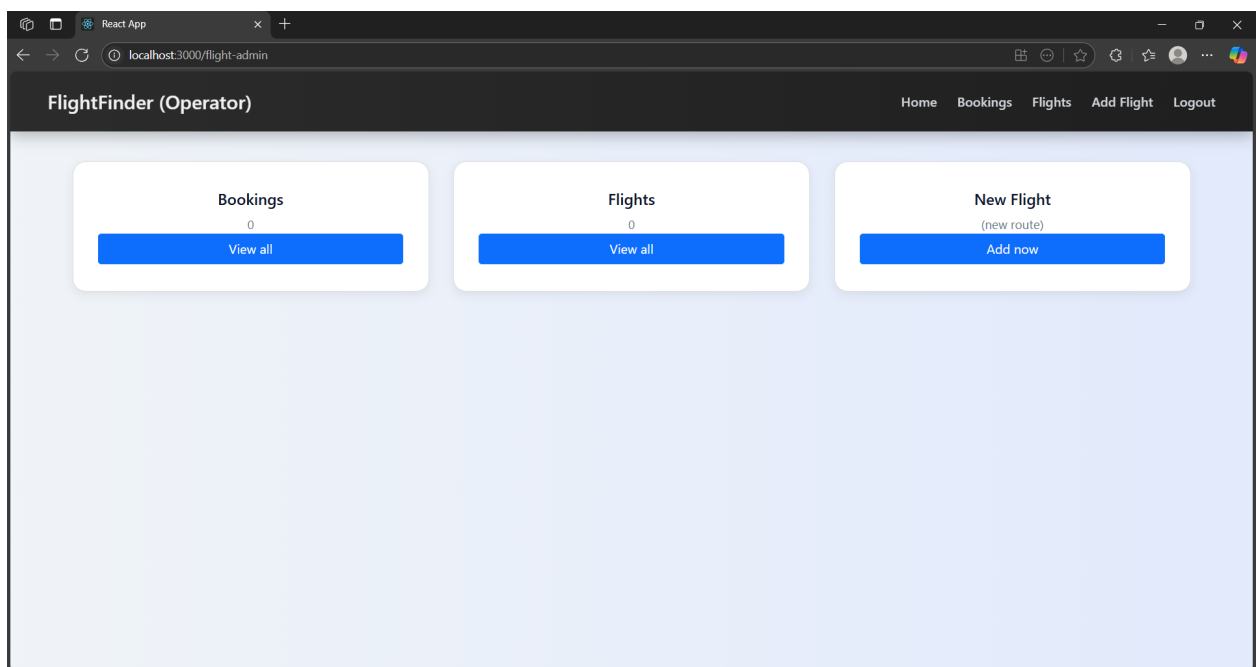 React App
localhost:3000/flight-admin
FlightFinder (Operator)
Home Bookings Flights Add Flight Logout
Bookings
0
View all
Flights
0
View all
New Flight
(new route)
Add now